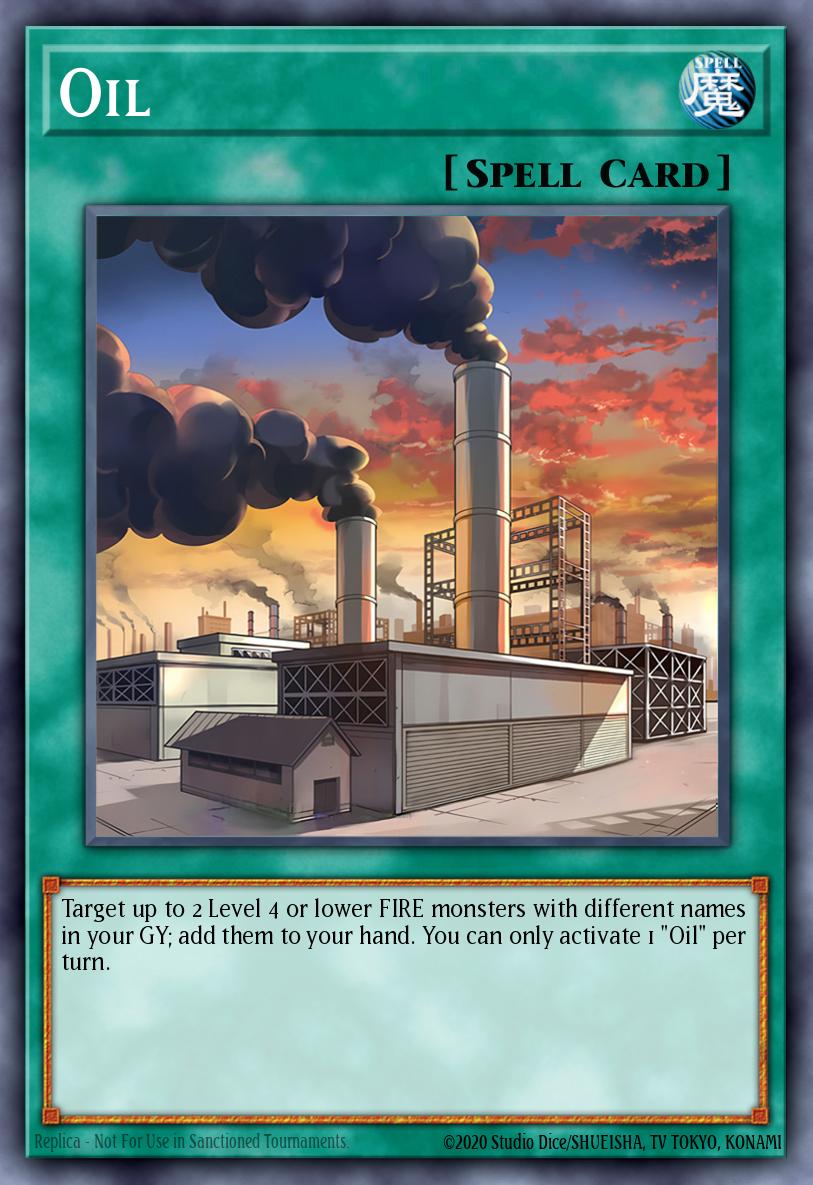 Oil
SPELL
魔
[ Spell Card ]
Target up to 2 Level 4 or lower FIRE monsters with different names
in your GY; add them to your hand. You can only activate 1 "Oil" per
turn.
Replica - Not For Use in Sanctioned Tournaments.
©2020 Studio Dice/SHUEISHA, TV TOKYO, KONAMI